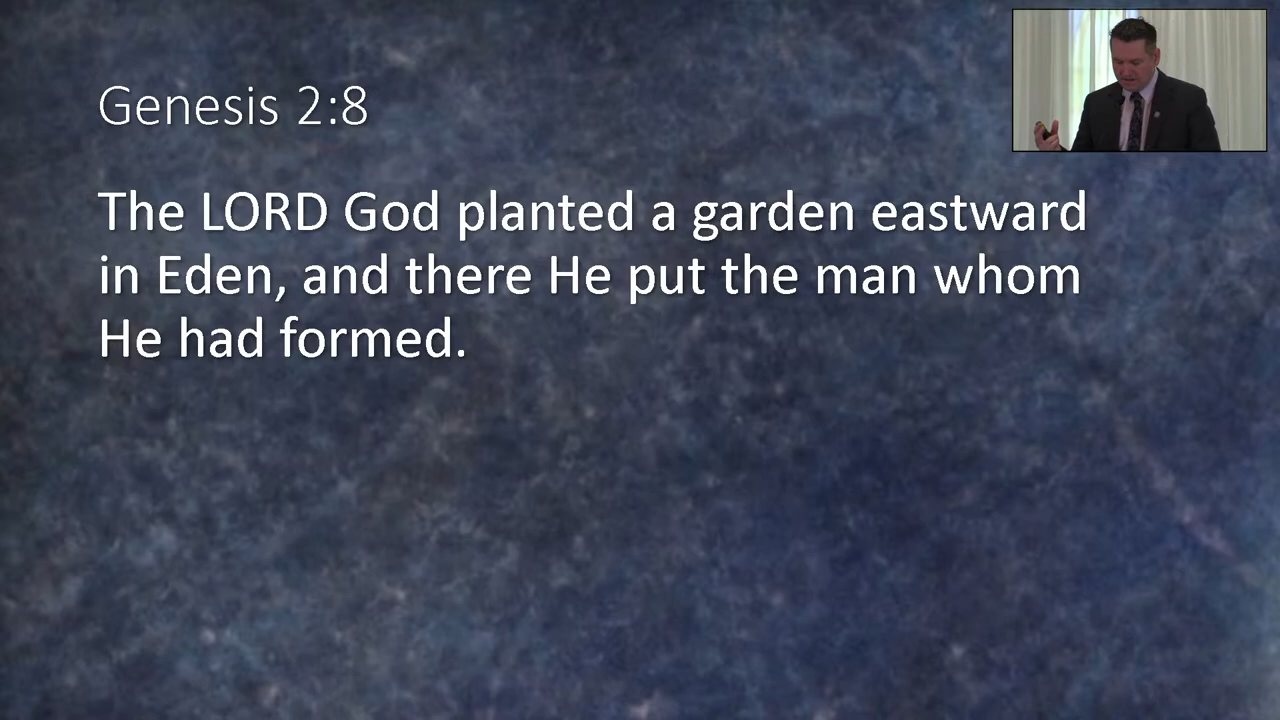 Genesis 2:8
The LORD God planted a garden eastward
in Eden, and there He put the man whom
He had formed.